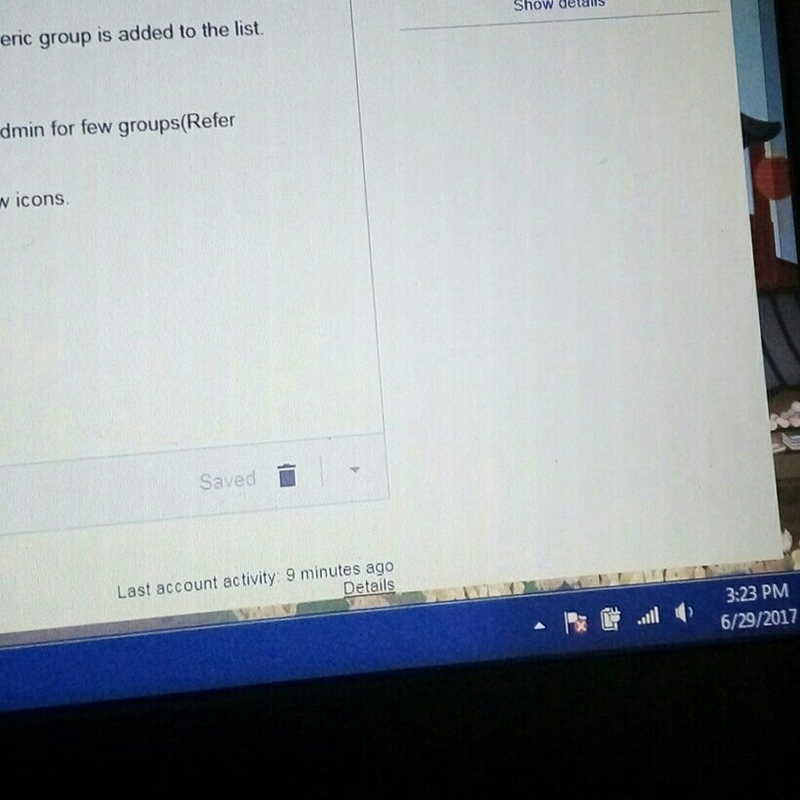 Show details
eric group is added to the list.
dmin for few groups(Refer
w icons.
Saved
Last account activity: 9 minutes ago
Details
3:23 PM
6/29/2017